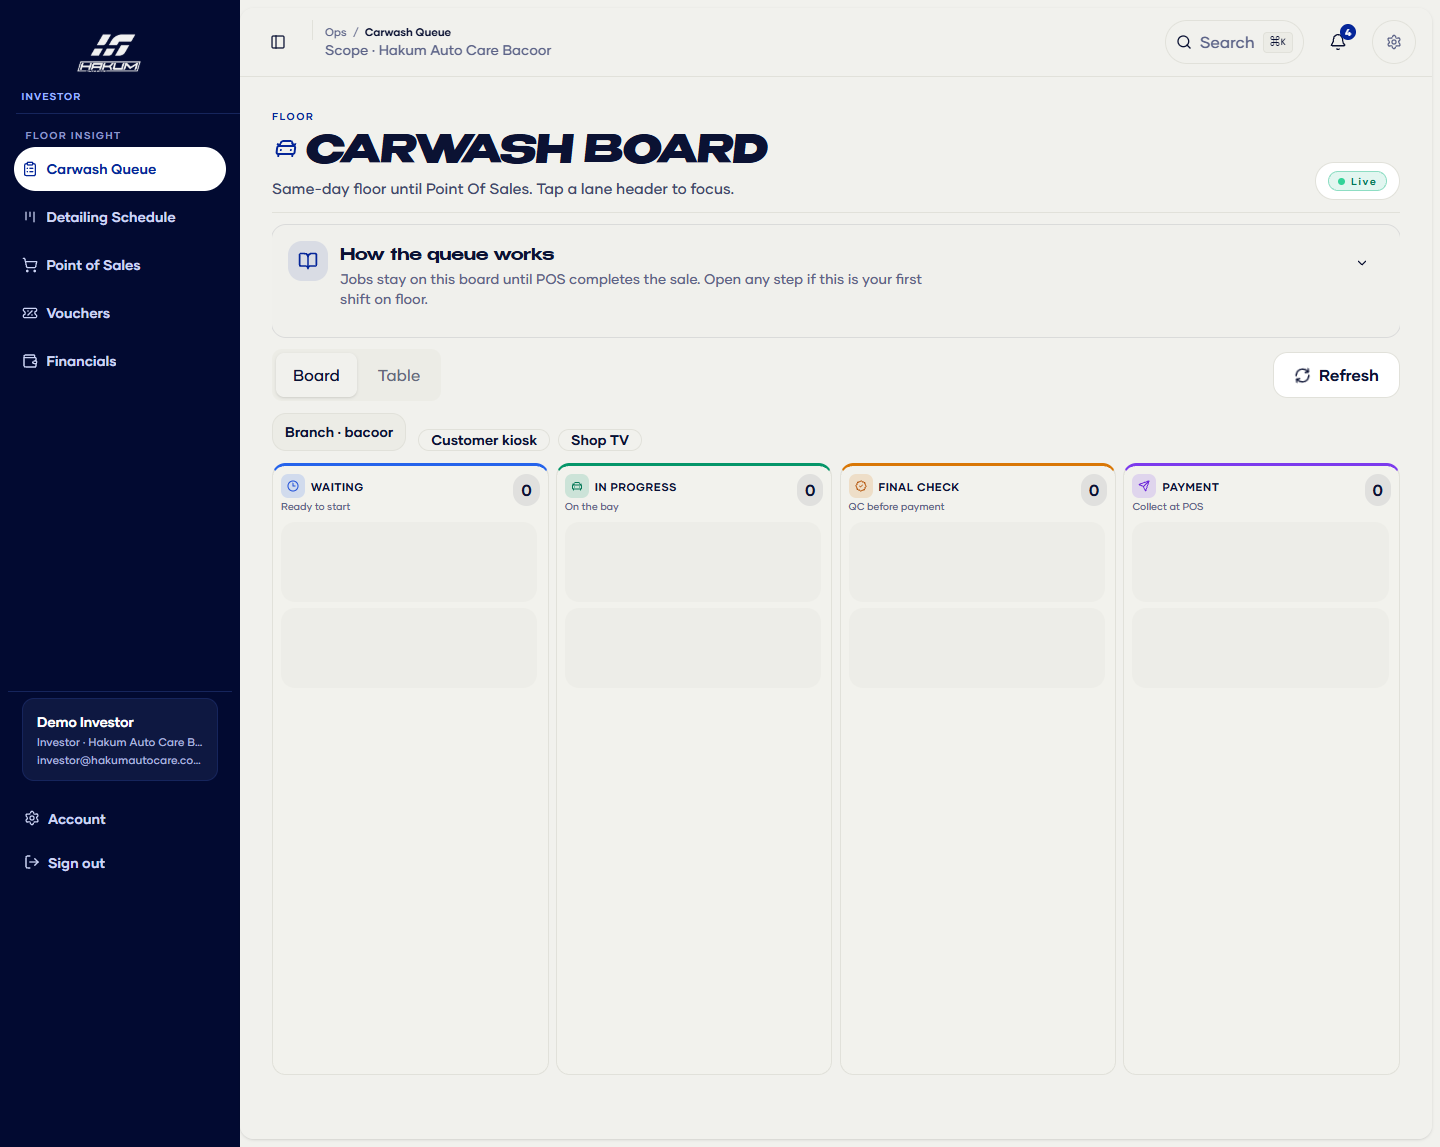 HAKUM
INVESTOR
FLOOR INSIGHT
Carwash Queue
Detailing Schedule
Point of Sales
Vouchers
Financials
Demo Investor
Investor · Hakum Auto Care B...
investor@hakumautocare.co...
Account
Sign out
Ops / Carwash Queue
Scope · Hakum Auto Care Bacoor
Search ⌘K
4
FLOOR
CARWASH BOARD
Same-day floor until Point Of Sales. Tap a lane header to focus.
Live
How the queue works
Jobs stay on this board until POS completes the sale. Open any step if this is your first
shift on floor.
Board
Table
Refresh
Branch · bacoor
Customer kiosk
Shop TV
WAITING
0
Ready to start
IN PROGRESS
0
On the bay
FINAL CHECK
0
QC before payment
PAYMENT
0
Collect at POS